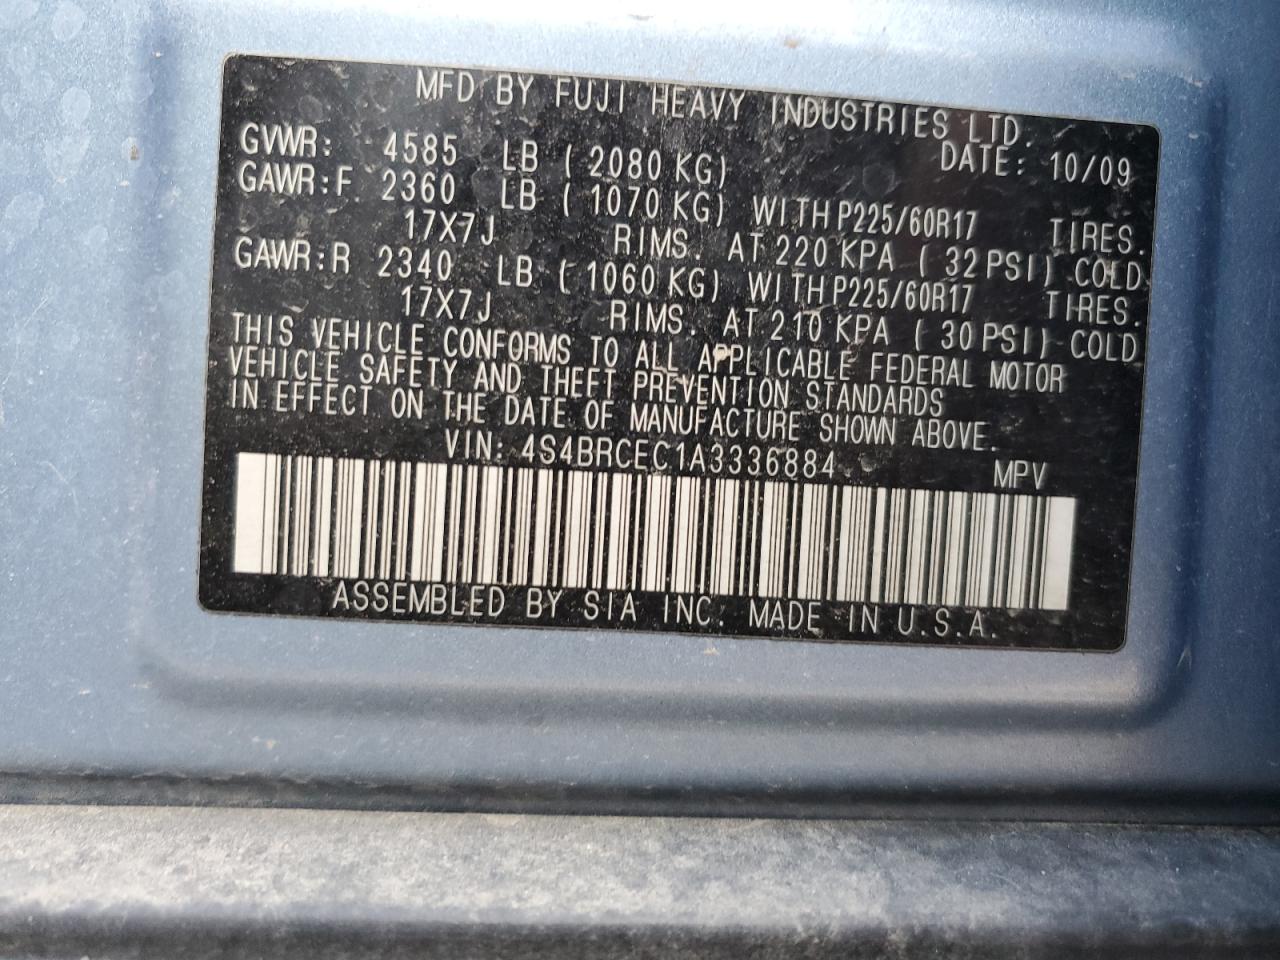 MFD BY FUJI HEAVY INDUSTRIES LTD.
DATE: 10/09
GVWR: 4585 LB ( 2080 KG)
GAWR:F 2360 LB ( 1070 KG) WITH P225/60R17 TIRES.
17X7J RIMS. AT 220 KPA ( 32 PSI) COLD
GAWR:R 2340 LB ( 1060 KG) WITH P225/60R17 TIRES.
17X7J RIMS. AT 210 KPA ( 30 PSI) COLD
THIS VEHICLE CONFORMS TO ALL APPLICABLE FEDERAL MOTOR
VEHICLE SAFETY AND THEFT PREVENTION STANDARDS
IN EFFECT ON THE DATE OF MANUFACTURE SHOWN ABOVE.
VIN: 4S4BRCEC1A3336884 MPV
ASSEMBLED BY SIA INC. MADE IN U.S.A.